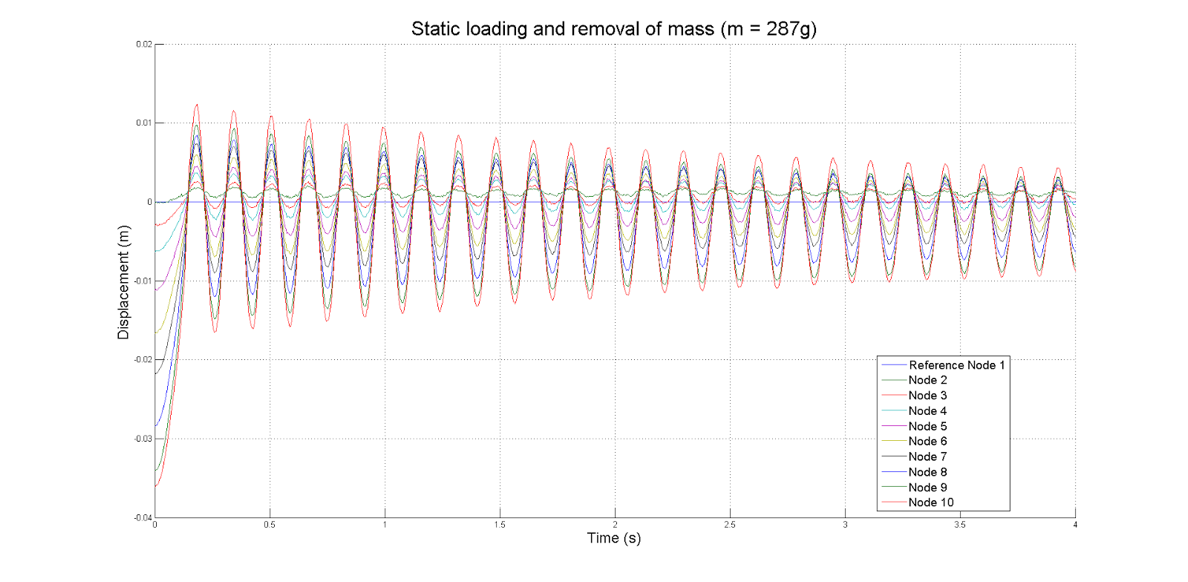 Static loading and removal of mass (m = 287g)
0.02
0.01
0
-0.01
-0.02
-0.03
-0.04
Displacement (m)
0 0.5 1 1.5 2 2.5 3 3.5 4
Time (s)
Reference Node 1
Node 2
Node 3
Node 4
Node 5
Node 6
Node 7
Node 8
Node 9
Node 10